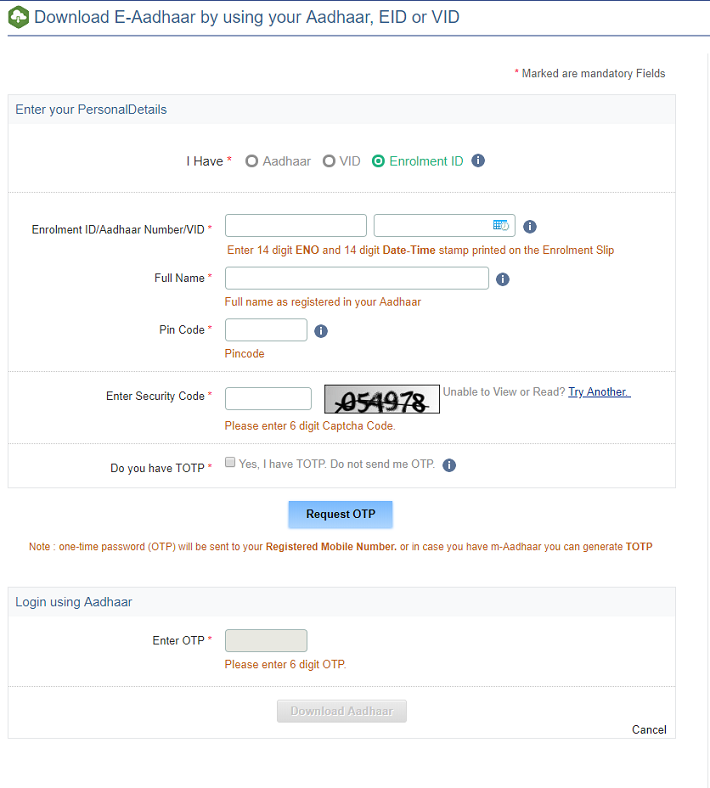 Download E-Aadhaar by using your Aadhaar, EID or VID
* Marked are mandatory Fields
Enter your PersonalDetails
I Have * Aadhaar VID Enrolment ID
Enrolment ID/Aadhaar Number/VID *
Enter 14 digit ENO and 14 digit Date-Time stamp printed on the Enrolment Slip
Full Name *
Full name as registered in your Aadhaar
Pin Code *
Pincode
Enter Security Code * 054978 Unable to View or Read? Try Another.
Please enter 6 digit Captcha Code.
Do you have TOTP * Yes, I have TOTP. Do not send me OTP.
Request OTP
Note : one-time password (OTP) will be sent to your Registered Mobile Number. or in case you have m-Aadhaar you can generate TOTP
Login using Aadhaar
Enter OTP *
Please enter 6 digit OTP.
Download Aadhaar
Cancel